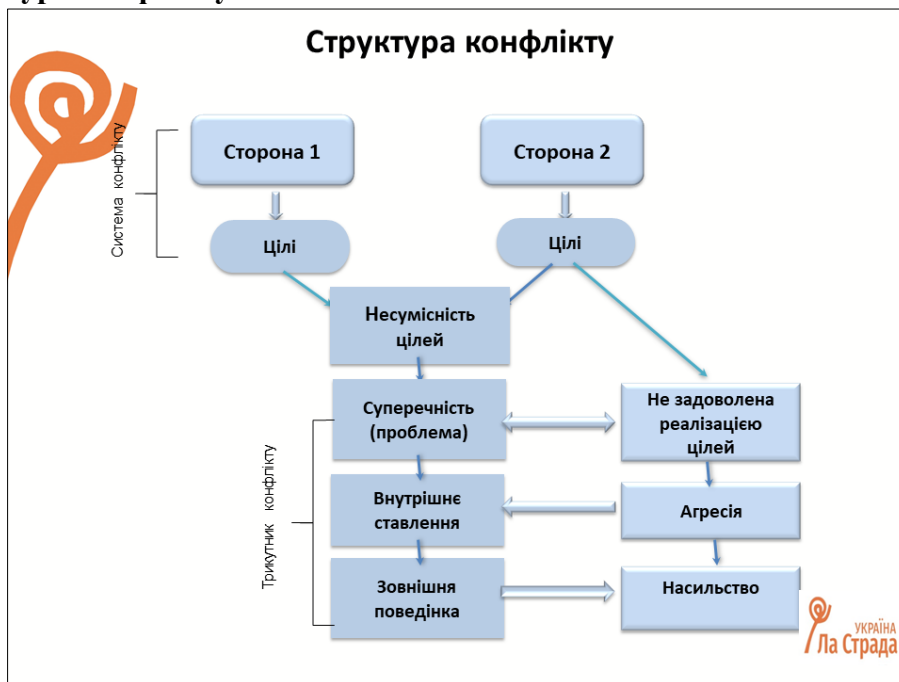 Структура конфлікту
Система конфлікту
Сторона 1
Сторона 2
Цілі
Цілі
Несумісність
цілей
Трикутник конфлікту
Суперечність
(проблема)
Не задоволена
реалізацією
цілей
Внутрішнє
ставлення
Агресія
Зовнішня
поведінка
Насильство
УКРАЇНА
Ла Страда